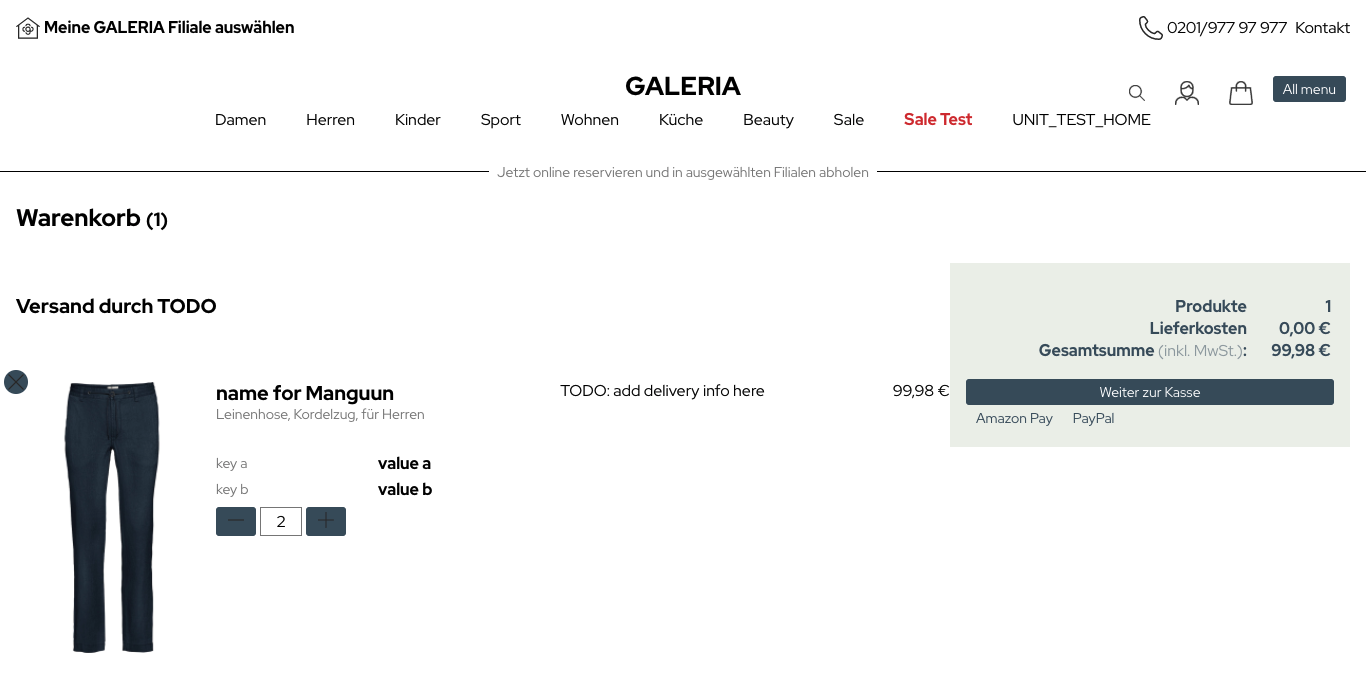 Meine GALERIA Filiale auswählen
0201/977 97 977 Kontakt
GALERIA
All menu
Damen Herren Kinder Sport Wohnen Küche Beauty Sale Sale Test UNIT_TEST_HOME
Jetzt online reservieren und in ausgewählten Filialen abholen
Warenkorb (1)
Versand durch TODO
name for Manguun
Leinenhose, Kordelzug, für Herren
key a value a
key b value b
2
TODO: add delivery info here
99,98 €
Produkte 1
Lieferkosten 0,00 €
Gesamtsumme (inkl. MwSt.): 99,98 €
Weiter zur Kasse
Amazon Pay PayPal